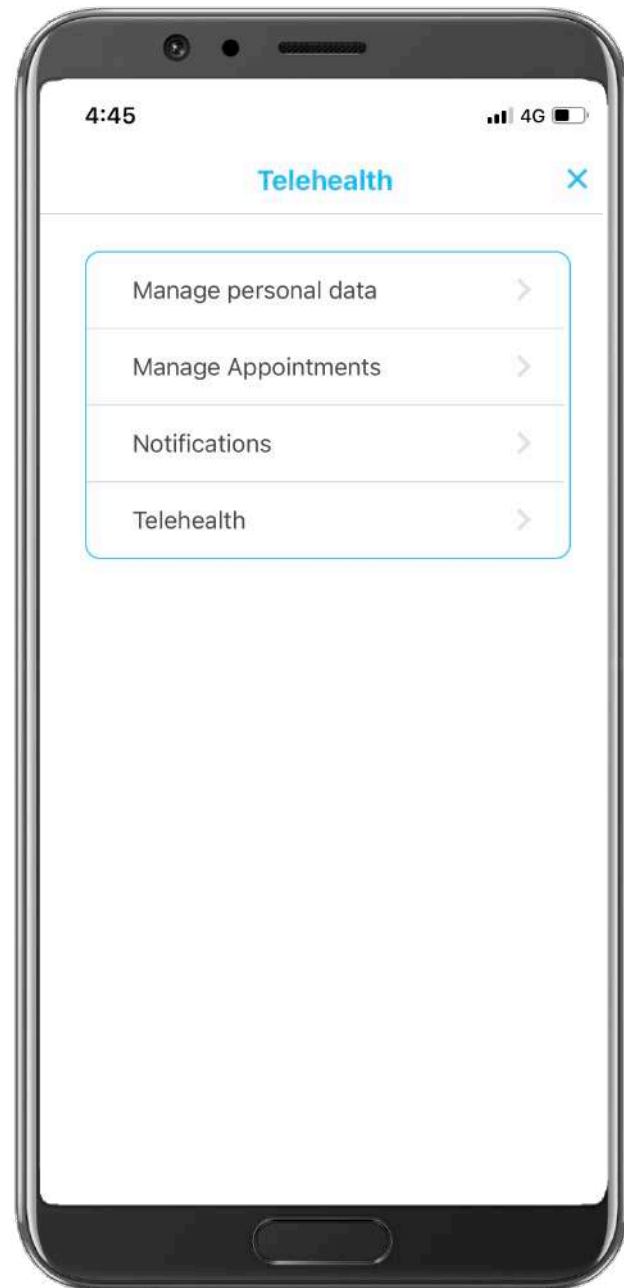 4:45
4G
Telehealth
Manage personal data
Manage Appointments
Notifications
Telehealth